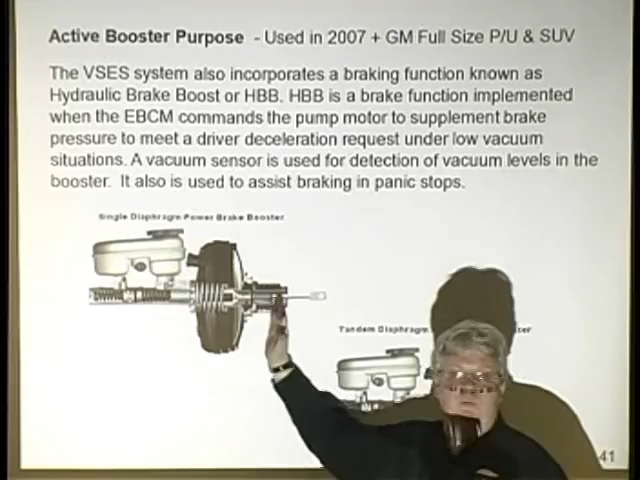 Active Booster Purpose - Used in 2007 + GM Full Size P/U & SUV
The VSES system also incorporates a braking function known as
Hydraulic Brake Boost or HBB. HBB is a brake function implemented
when the EBCM commands the pump motor to supplement brake
pressure to meet a driver deceleration request under low vacuum
situations. A vacuum sensor is used for detection of vacuum levels in the
booster. It also is used to assist braking in panic stops.
Single Diaphragm Power Brake Booster
Tandem Diaphragm
41